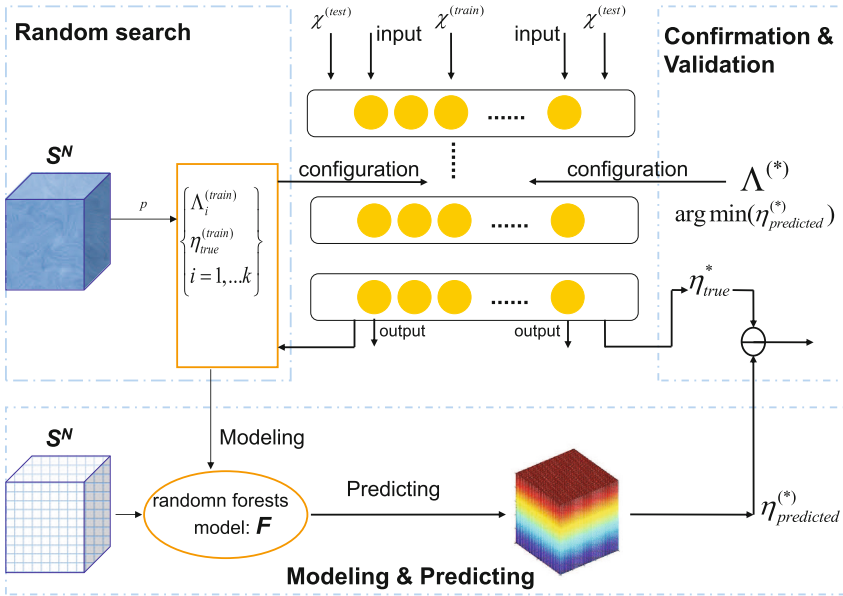 Random search
χ^(test)
input
χ^(train)
input
χ^(test)
Confirmation &
Validation
......
S^N
p
Λ_i^(train)
η_true^(train)
i = 1,...k
configuration
configuration
Λ^(*)
arg min(η_predicted^(*))
......
......
output
output
η_true^*
S^N
Modeling
randomn forests
model: F
Predicting
η_predicted^(*)
Modeling & Predicting